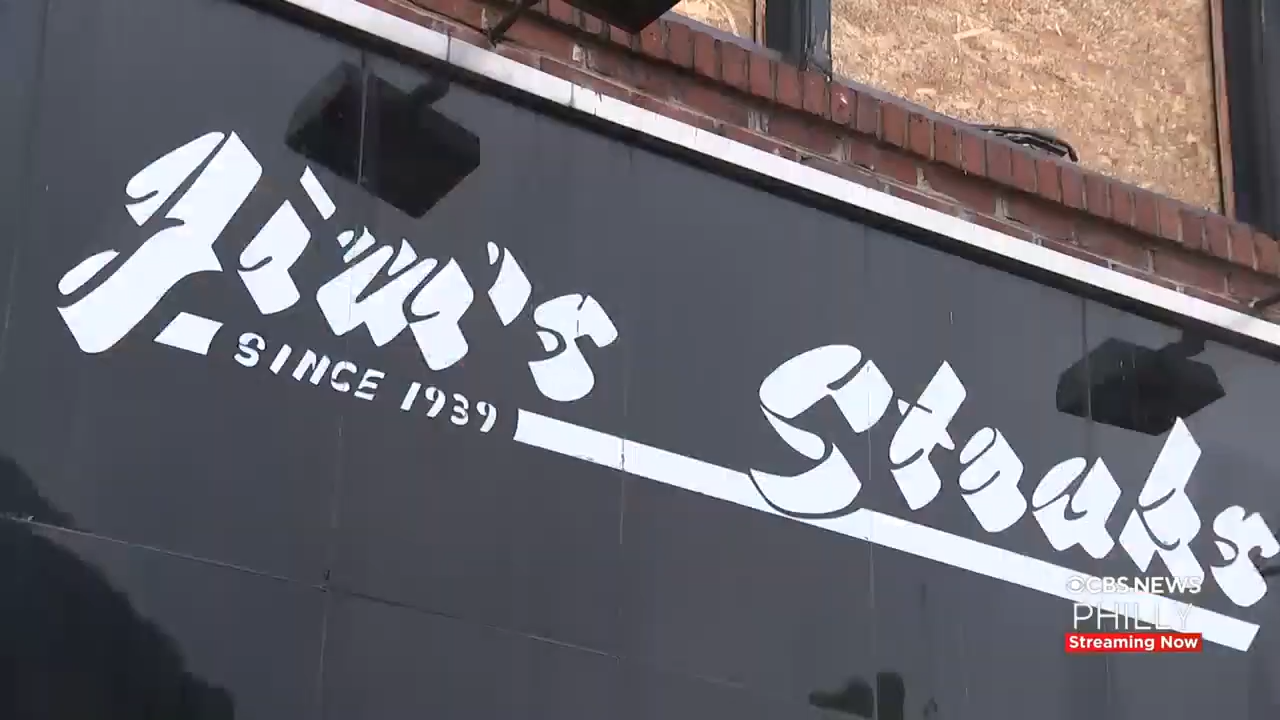 Jim's Steaks
SINCE 1939
CBS NEWS
PHILLY
Streaming Now